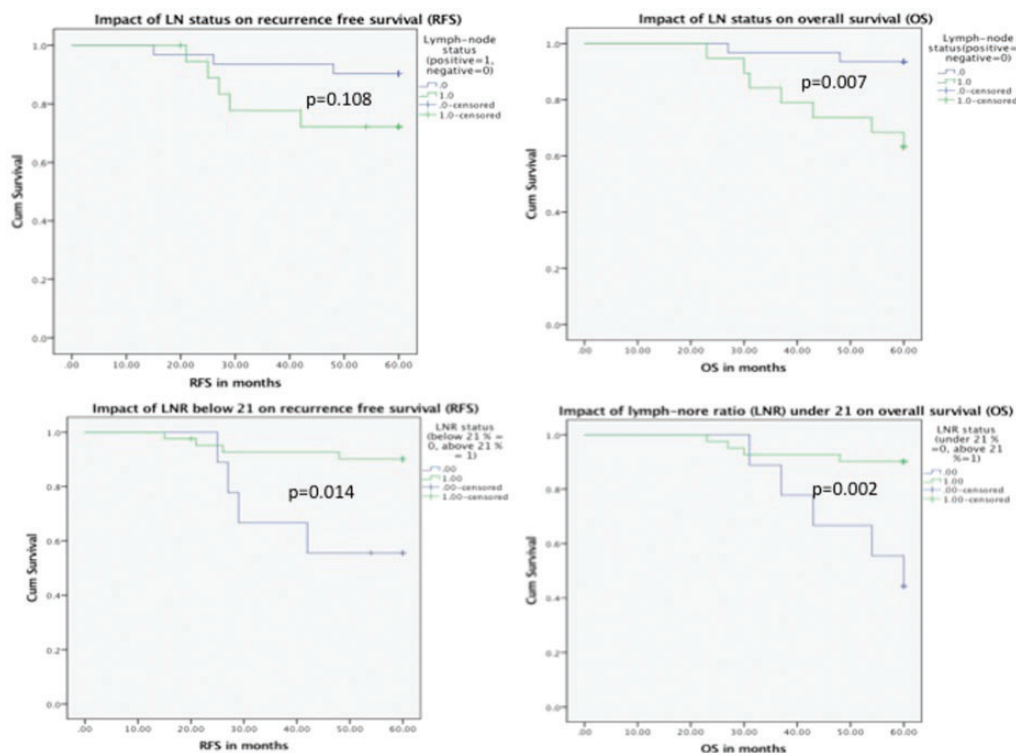 Impact of LN status on recurrence free survival (RFS)
Lymph-node
status
(positive=1,
negative=0)
.0
1.0
.0-censored
1.0-censored
p=0.108
Cum Survival
1.0
0.8
0.6
0.4
0.2
0.0
.00 10.00 20.00 30.00 40.00 50.00 60.00
RFS in months
Impact of LN status on overall survival (OS)
Lymph-node
status(positive=
negative=0)
.0
1.0
.0-censored
1.0-censored
p=0.007
Cum Survival
1.0
0.8
0.6
0.4
0.2
0.0
.00 10.00 20.00 30.00 40.00 50.00 60.00
OS in months
Impact of LNR below 21 on recurrence free survival (RFS)
LNR status
(below 21 % =
0, above 21 %
= 1)
.00
1.00
.00-censored
1.00-censored
p=0.014
Cum Survival
1.0
0.8
0.6
0.4
0.2
0.0
.00 10.00 20.00 30.00 40.00 50.00 60.00
RFS in months
Impact of lymph-nore ratio (LNR) under 21 on overall survival (OS)
LNR status
(under 21 %
=0, above 21
%=1)
.00
1.00
.00-censored
1.00-censored
p=0.002
Cum Survival
1.0
0.8
0.6
0.4
0.2
0.0
.00 10.00 20.00 30.00 40.00 50.00 60.00
OS in months